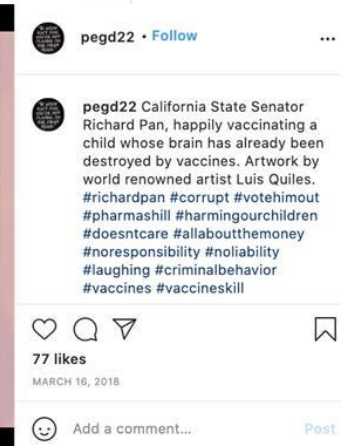 pegd22 • Follow
...
pegd22 California State Senator
Richard Pan, happily vaccinating a
child whose brain has already been
destroyed by vaccines. Artwork by
world renowned artist Luis Quiles.
#richardpan #corrupt #votehimout
#pharmashill #harmingourchildren
#doesntcare #allaboutthemoney
#noresponsibility #noliability
#laughing #criminalbehavior
#vaccines #vaccineskill
77 likes
MARCH 16, 2018
Add a comment...
Post